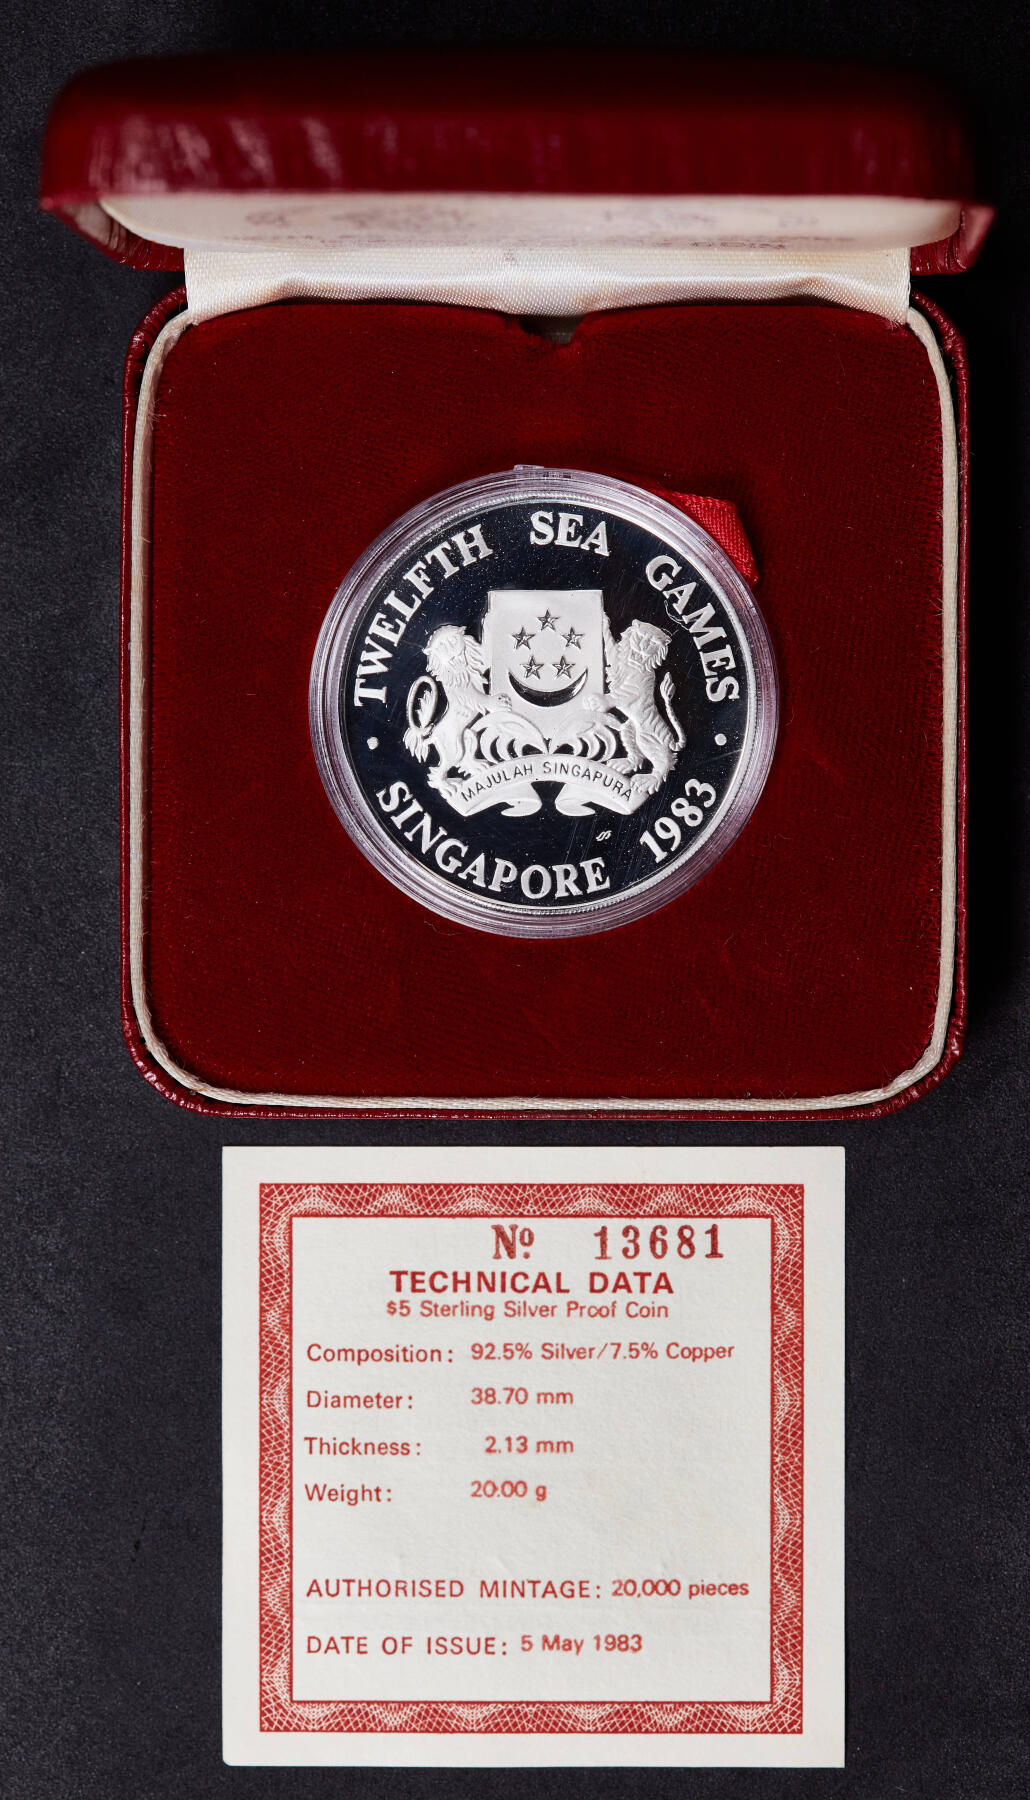 COIN
TWELFTH SEA GAMES
MAJULAH SINGAPURA
SINGAPORE 1983
Nº 13681
TECHNICAL DATA
$5 Sterling Silver Proof Coin
Composition: 92.5% Silver/7.5% Copper
Diameter: 38.70 mm
Thickness: 2.13 mm
Weight: 20.00 g
AUTHORISED MINTAGE: 20,000 pieces
DATE OF ISSUE: 5 May 1983